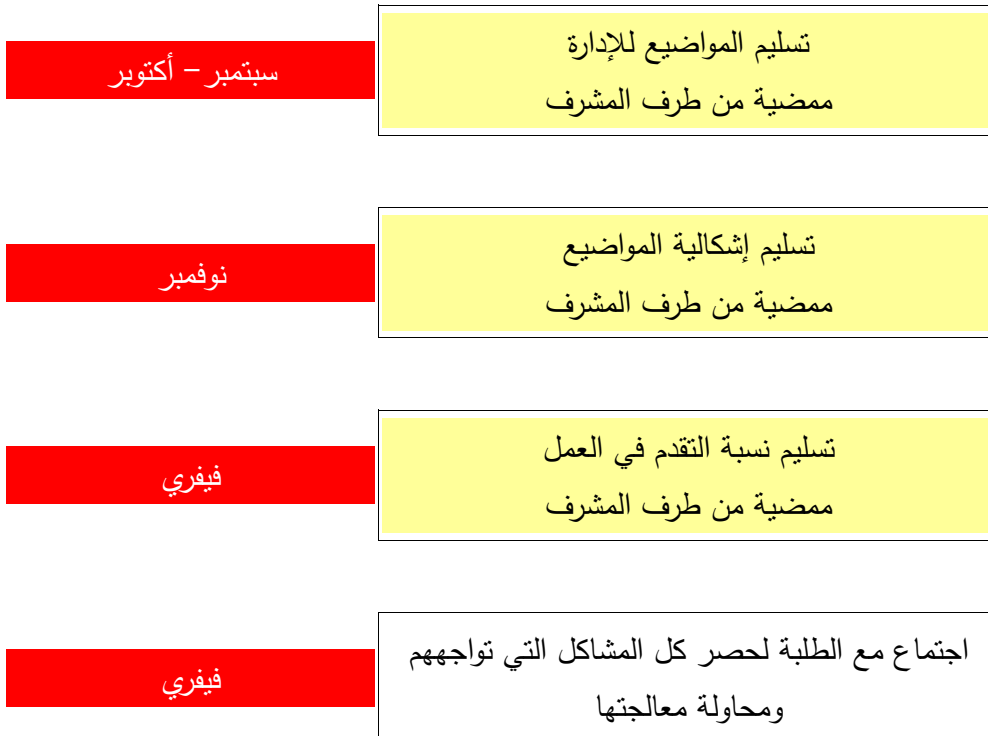 تسليم المواضيع للإدارة
ممضية من طرف المشرف
سبتمبر – أكتوبر
تسليم إشكالية المواضيع
ممضية من طرف المشرف
نوفمبر
تسليم نسبة التقدم في العمل
ممضية من طرف المشرف
فيفري
اجتماع مع الطلبة لحصر كل المشاكل التي تواجههم
ومحاولة معالجتها
فيفري